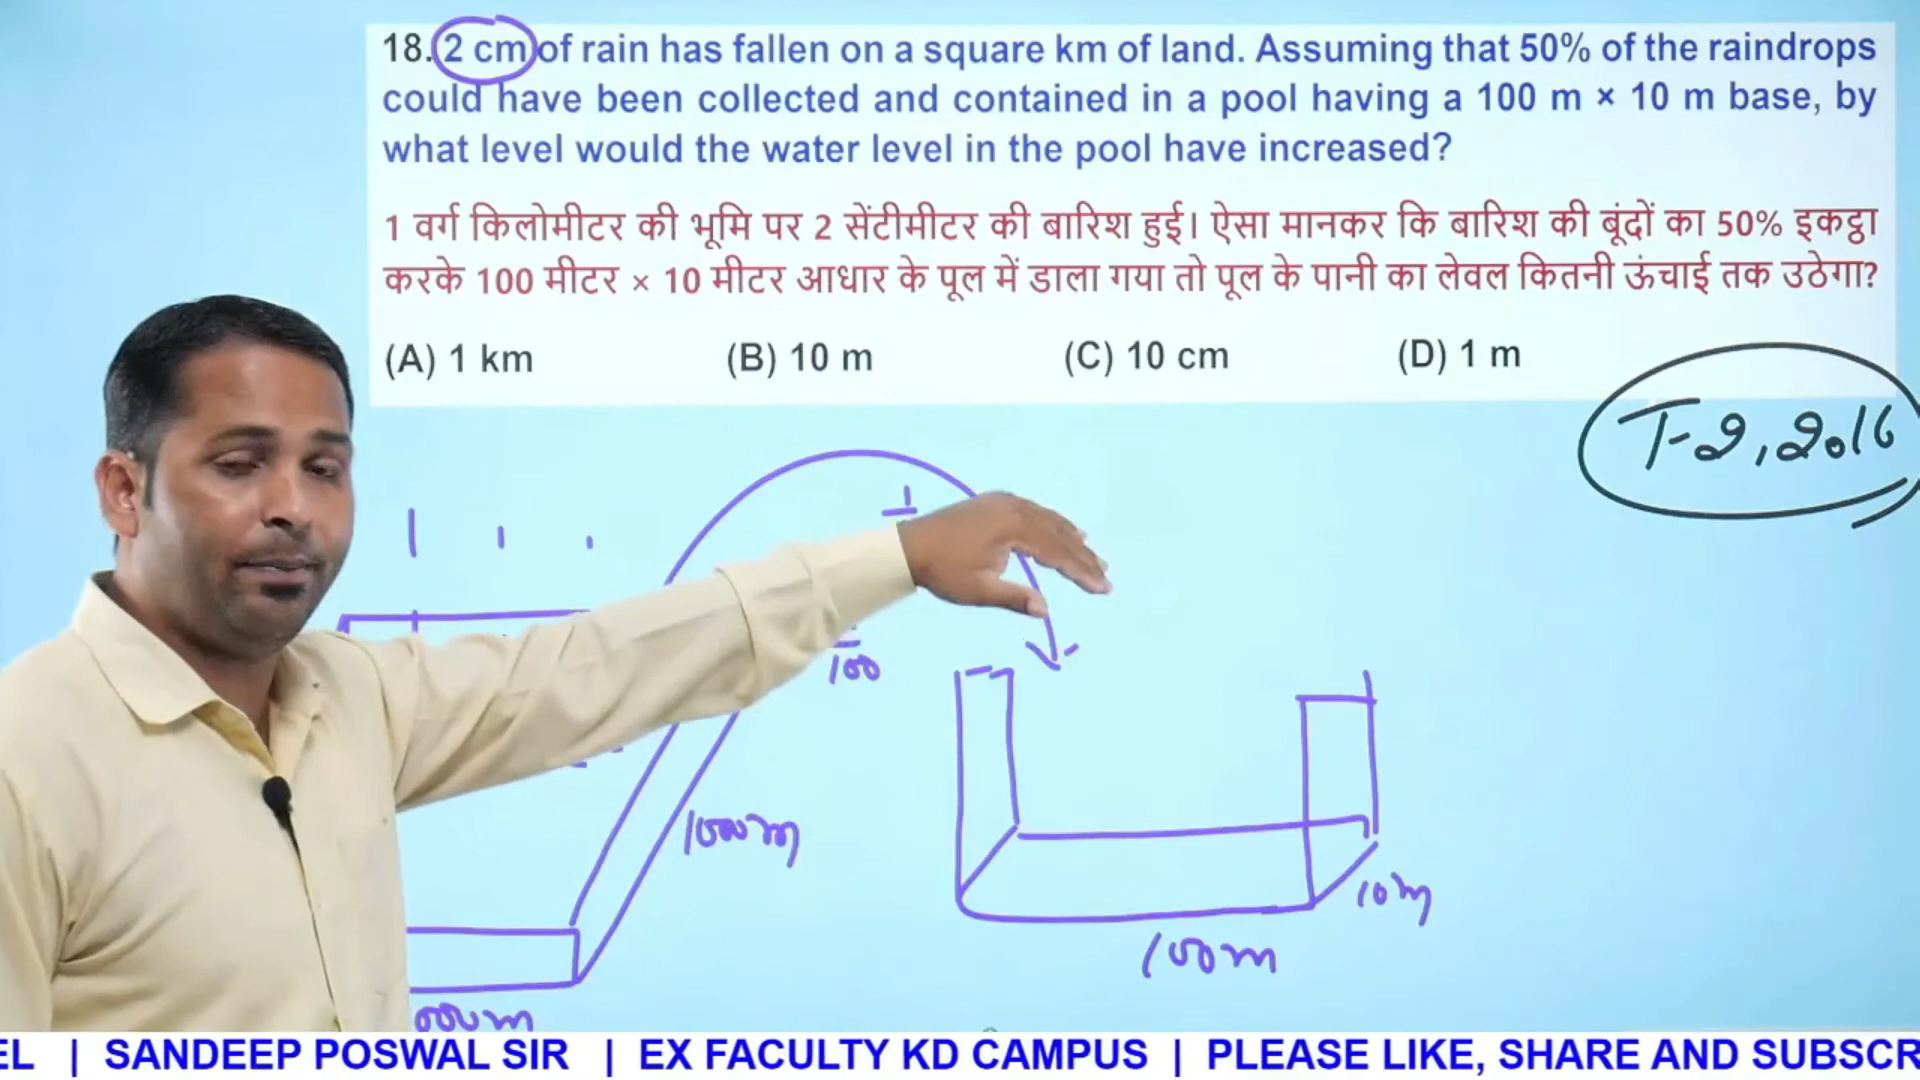 18. 2 cm of rain has fallen on a square km of land. Assuming that 50% of the raindrops
could have been collected and contained in a pool having a 100 m × 10 m base, by
what level would the water level in the pool have increased?
1 वर्ग किलोमीटर की भूमि पर 2 सेंटीमीटर की बारिश हुई। ऐसा मानकर कि बारिश की बूंदों का 50% इकट्ठा
करके 100 मीटर × 10 मीटर आधार के पूल में डाला गया तो पूल के पानी का लेवल कितनी ऊंचाई तक उठेगा?
(A) 1 km (B) 10 m (C) 10 cm (D) 1 m
T-2, 2016
100
1000m
10m
100m
000m
EL | SANDEEP POSWAL SIR | EX FACULTY KD CAMPUS | PLEASE LIKE, SHARE AND SUBSCR